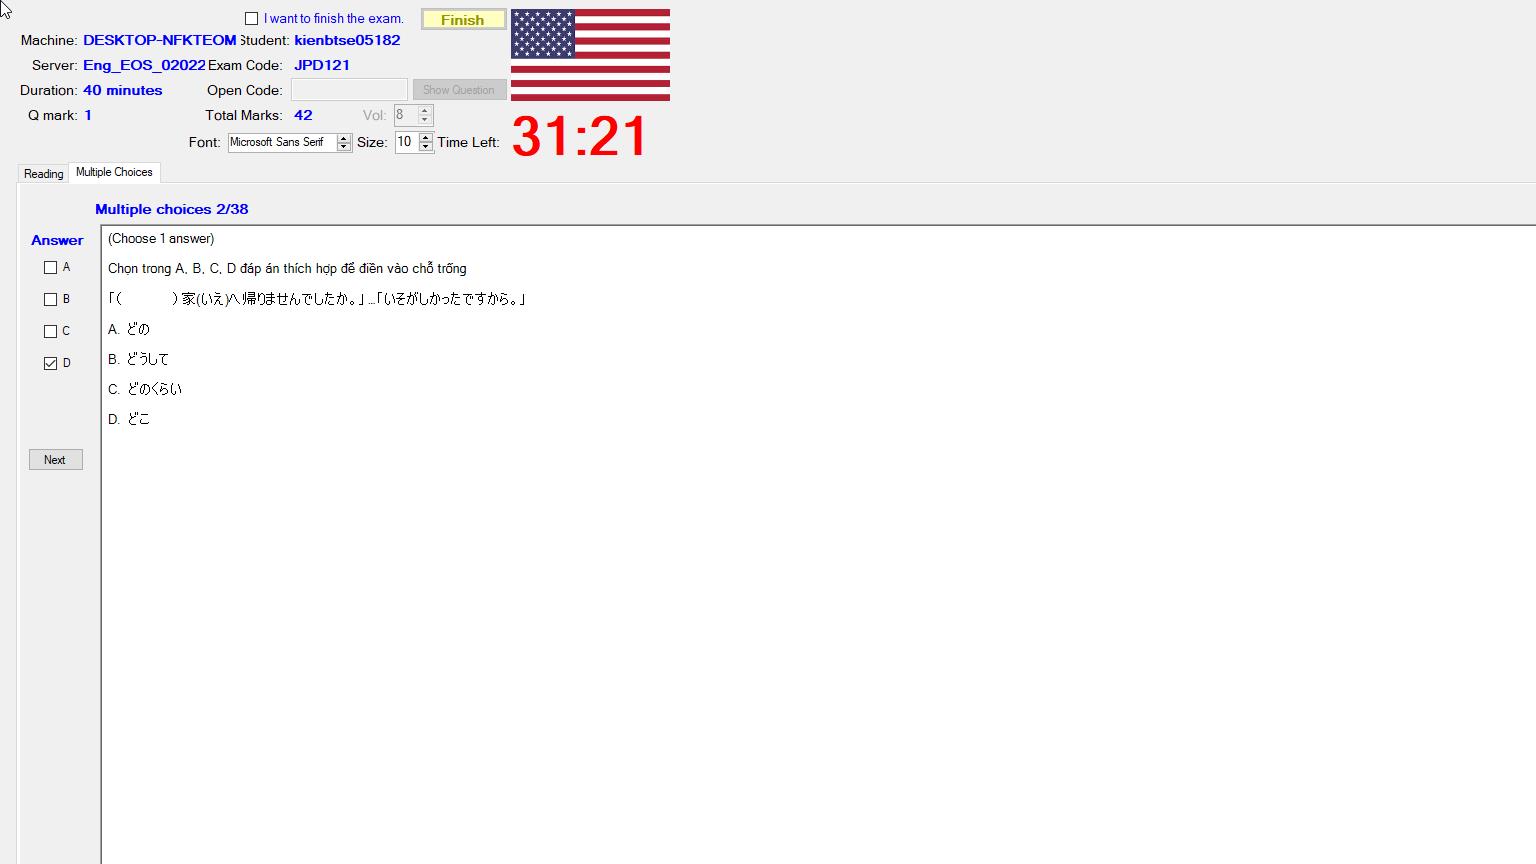 I want to finish the exam.
Finish
Machine: DESKTOP-NFKTEOM Student: kienbtse05182
Server: Eng_EOS_02022 Exam Code: JPD121
Duration: 40 minutes Open Code: Show Question
Q mark: 1 Total Marks: 42 Vol: 8
Font: Microsoft Sans Serif Size: 10 Time Left: 31:21
Reading Multiple Choices
Multiple choices 2/38
Answer
A
B
C
D
Next
(Choose 1 answer)
Chọn trong A, B, C, D đáp án thích hợp để điền vào chỗ trống
「（　　　）家(いえ)へ帰りませんでしたか。」…「いそがしかったですから。」
A. どの
B. どうして
C. どのくらい
D. どこ